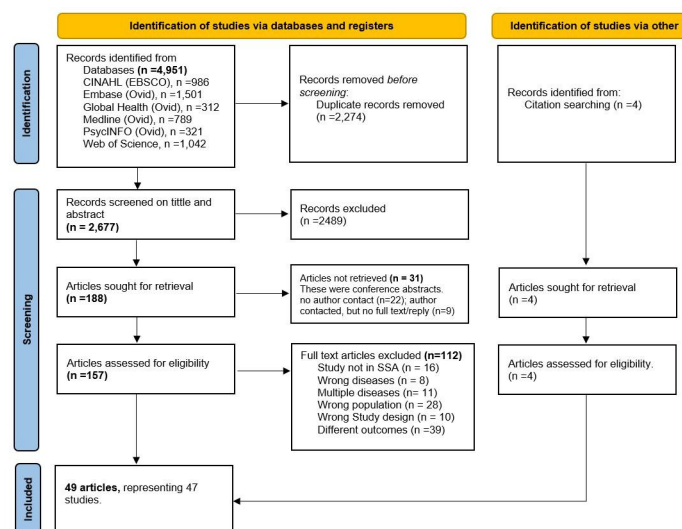 Identification of studies via databases and registers
Identification of studies via other
Identification
Records identified from
Databases (n =4,951)
CINAHL (EBSCO), n =986
Embase (Ovid), n =1,501
Global Health (Ovid), n =312
Medline (Ovid), n =789
PsycINFO (Ovid), n =321
Web of Science, n =1,042
Records removed before
screening:
Duplicate records removed
(n =2,274)
Records identified from:
Citation searching (n =4)
Screening
Records screened on tittle and
abstract
(n = 2,677)
Records excluded
(n =2489)
Articles sought for retrieval
(n =188)
Articles not retrieved (n = 31)
These were conference abstracts.
no author contact (n=22); author
contacted, but no full text/reply (n=9)
Articles sought for retrieval
(n =4)
Articles assessed for eligibility
(n =157)
Full text articles excluded (n=112)
Study not in SSA (n = 16)
Wrong diseases (n = 8)
Multiple diseases (n= 11)
Wrong population (n = 28)
Wrong Study design (n = 10)
Different outcomes (n =39)
Articles assessed for eligibility.
(n =4)
Included
49 articles, representing 47
studies.